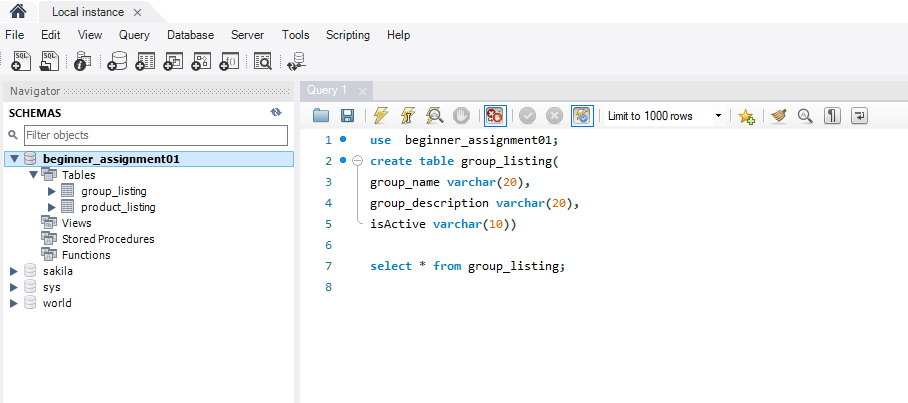 Local instance
File Edit View Query Database Server Tools Scripting Help
SQL SQL
Navigator
SCHEMAS
Filter objects
beginner_assignment01
Tables
group_listing
product_listing
Views
Stored Procedures
Functions
sakila
sys
world
Query 1
Limit to 1000 rows
1 use  beginner_assignment01;
2 create table group_listing(
3 group_name varchar(20),
4 group_description varchar(20),
5 isActive varchar(10))
6
7 select * from group_listing;
8